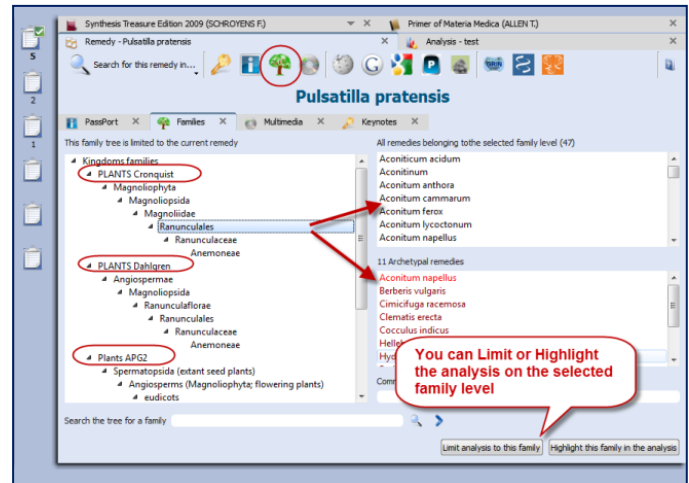 Synthesis Treasure Edition 2009 (SCHROYENS F.)
Primer of Materia Medica (ALLEN T.)
Remedy - Pulsatilla pratensis
Analysis - test
Search for this remedy in...
5
2
1
Pulsatilla pratensis
PassPort
Families
Multimedia
Keynotes
This family tree is limited to the current remedy
Kingdoms families
PLANTS Cronquist
Magnoliophyta
Magnoliopsida
Magnoliidae
Ranunculales
Ranunculaceae
Anemoneae
PLANTS Dahlgren
Angiospermae
Magnoliopsida
Ranunculaflorae
Ranunculales
Ranunculaceae
Anemoneae
Plants APG2
Spermatopsida (extant seed plants)
Angiosperms (Magnoliophyta; flowering plants)
eudicots
All remedies belonging tothe selected family level (47)
Aconiticum acidum
Aconitinum
Aconitum anthora
Aconitum cammarum
Aconitum ferox
Aconitum lycoctonum
Aconitum napellus
11 Archetypal remedies
Aconitum napellus
Berberis vulgaris
Cimicifuga racemosa
Clematis erecta
Cocculus indicus
You can Limit or Highlight
the analysis on the selected
family level
Search the tree for a family
Limit analysis to this family
Highlight this family in the analysis